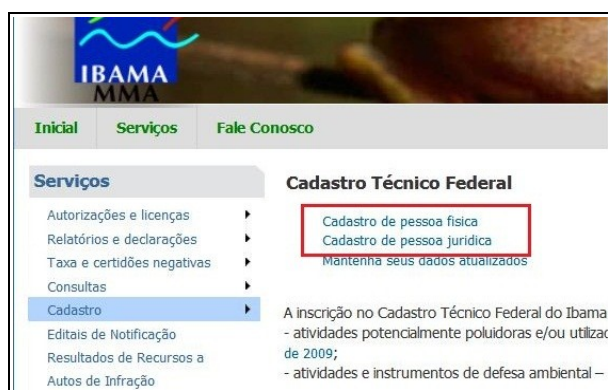 IBAMA
MMA
Inicial Serviços Fale Conosco
Serviços
Autorizações e licenças
Relatórios e declarações
Taxa e certidões negativas
Consultas
Cadastro
Editais de Notificação
Resultados de Recursos a
Autos de Infração
Cadastro Técnico Federal
Cadastro de pessoa fisica
Cadastro de pessoa juridica
Mantenha seus dados atualizados
A inscrição no Cadastro Técnico Federal do Ibama
- atividades potencialmente poluidoras e/ou utilizad
de 2009;
- atividades e instrumentos de defesa ambiental –